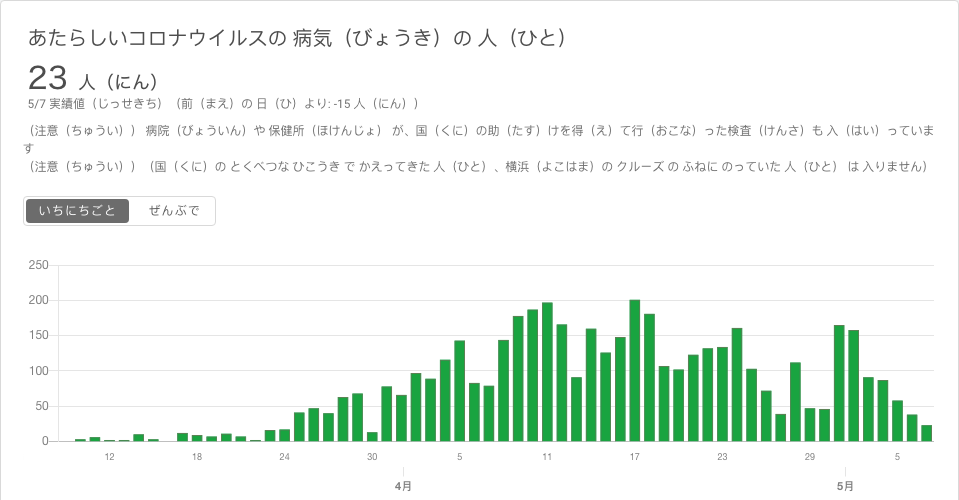 あたらしいコロナウイルスの 病気（びょうき）の 人（ひと）
23 人（にん）
5/7 実績値（じっせきち）（前（まえ）の 日（ひ）より: -15 人（にん））
（注意（ちゅうい）） 病院（びょういん）や 保健所（ほけんじょ） が、国（くに）の助（たす）けを得（え）て行（おこな）った検査（けんさ）も 入（はい）っていま
す
（注意（ちゅうい））（国（くに）の とくべつな ひこうき で かえってきた 人（ひと）、横浜（よこはま）の クルーズ の ふねに のっていた 人（ひと） は 入りません）
いちにちごと ぜんぶで
250
200
150
100
50
0
12 18 24 30 5 11 17 23 29 5
4月 5月